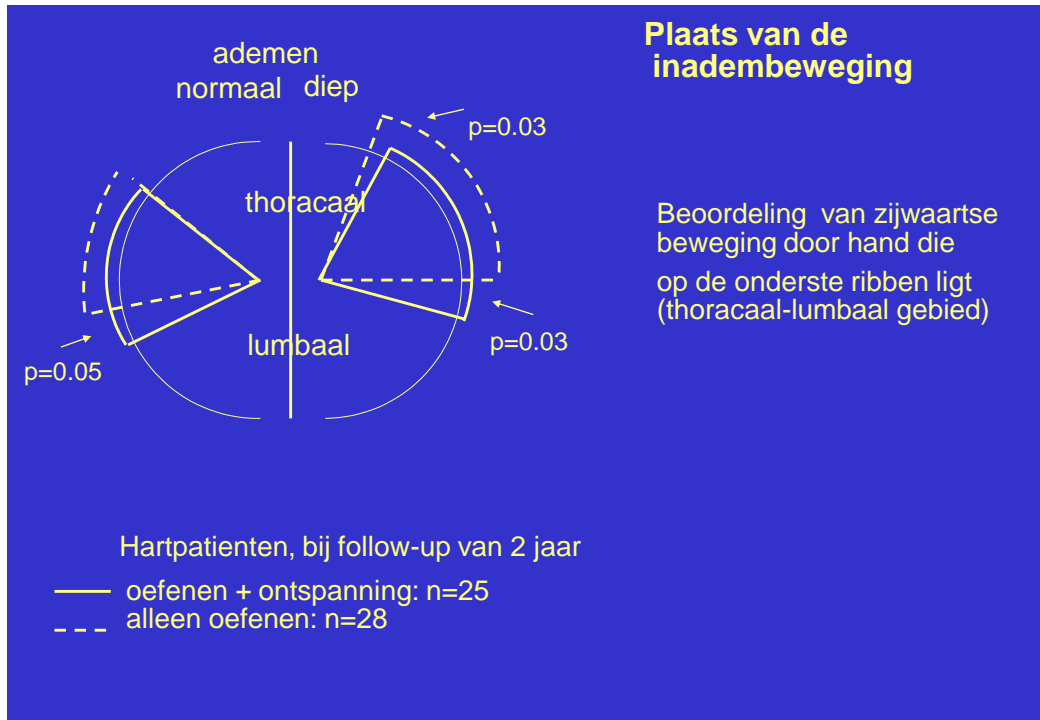 Plaats van de
inadembeweging
ademen
normaal diep
p=0.03
thoracaal
lumbaal
p=0.03
p=0.05
Beoordeling van zijwaartse
beweging door hand die
op de onderste ribben ligt
(thoracaal-lumbaal gebied)
Hartpatienten, bij follow-up van 2 jaar
oefenen + ontspanning: n=25
alleen oefenen: n=28